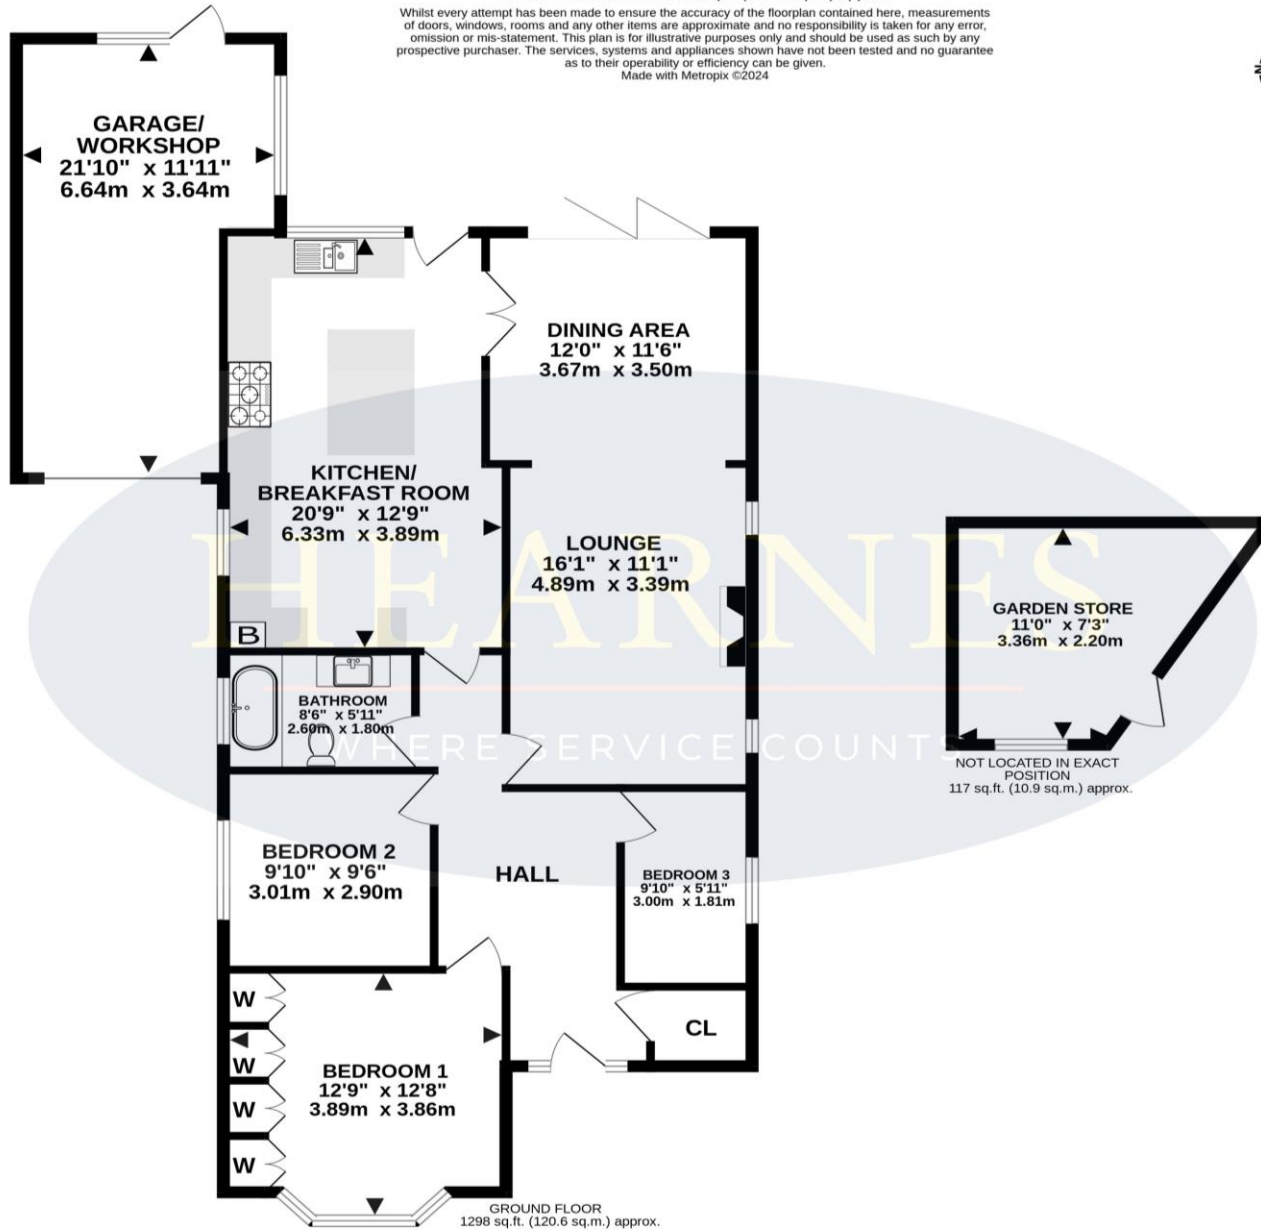 Whilst every attempt has been made to ensure the accuracy of the floorplan contained here, measurements
of doors, windows, rooms and any other items are approximate and no responsibility is taken for any error,
omission or mis-statement. This plan is for illustrative purposes only and should be used as such by any
prospective purchaser. The services, systems and appliances shown have not been tested and no guarantee
as to their operability or efficiency can be given.
Made with Metropix ©2024
GARAGE/
WORKSHOP
21'10" x 11'11"
6.64m x 3.64m
DINING AREA
12'0" x 11'6"
3.67m x 3.50m
KITCHEN/
BREAKFAST ROOM
20'9" x 12'9"
6.33m x 3.89m
LOUNGE
16'1" x 11'1"
4.89m x 3.39m
HEARNES
WHERE SERVICE COUNTS
GARDEN STORE
11'0" x 7'3"
3.36m x 2.20m
NOT LOCATED IN EXACT
POSITION
117 sq.ft. (10.9 sq.m.) approx.
B
BATHROOM
8'6" x 5'11"
2.60m x 1.80m
BEDROOM 2
9'10" x 9'6"
3.01m x 2.90m
HALL
BEDROOM 3
9'10" x 5'11"
3.00m x 1.81m
CL
W
W
W
W
BEDROOM 1
12'9" x 12'8"
3.89m x 3.86m
GROUND FLOOR
1298 sq.ft. (120.6 sq.m.) approx.